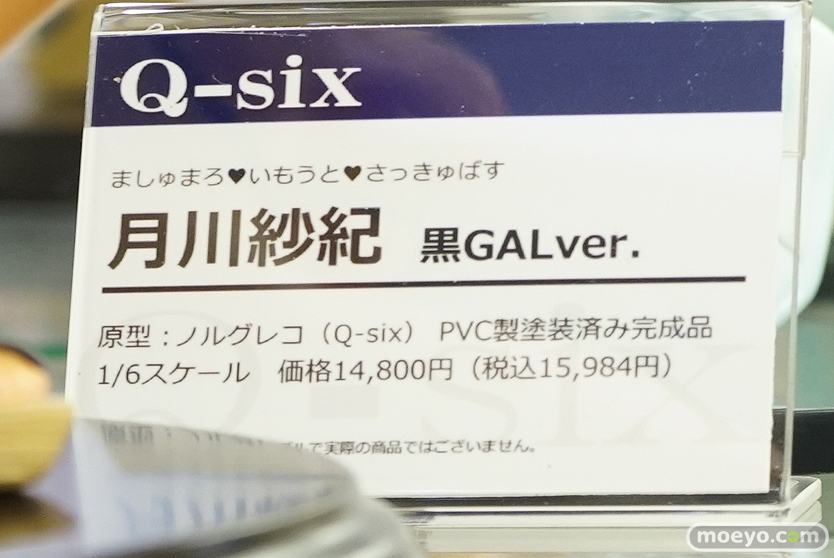 Q-six
ましゅまろ♥いもうと♥さっきゅばす
月川紗紀 黒GALver.
原型：ノルグレコ（Q-six） PVC製塗装済み完成品
1/6スケール 価格14,800円（税込15,984円）
で実際の商品ではございません。
moeyo.com